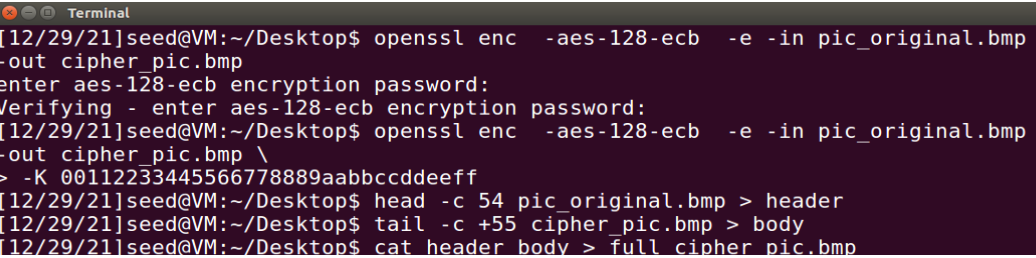 Terminal
[12/29/21]seed@VM:~/Desktop$ openssl enc  -aes-128-ecb  -e -in pic_original.bmp
-out cipher_pic.bmp
enter aes-128-ecb encryption password:
Verifying - enter aes-128-ecb encryption password:
[12/29/21]seed@VM:~/Desktop$ openssl enc  -aes-128-ecb  -e -in pic_original.bmp
-out cipher_pic.bmp \
> -K 00112233445566778889aabbccddeeff
[12/29/21]seed@VM:~/Desktop$ head -c 54 pic_original.bmp > header
[12/29/21]seed@VM:~/Desktop$ tail -c +55 cipher_pic.bmp > body
[12/29/21]seed@VM:~/Desktop$ cat header body > full_cipher_pic.bmp